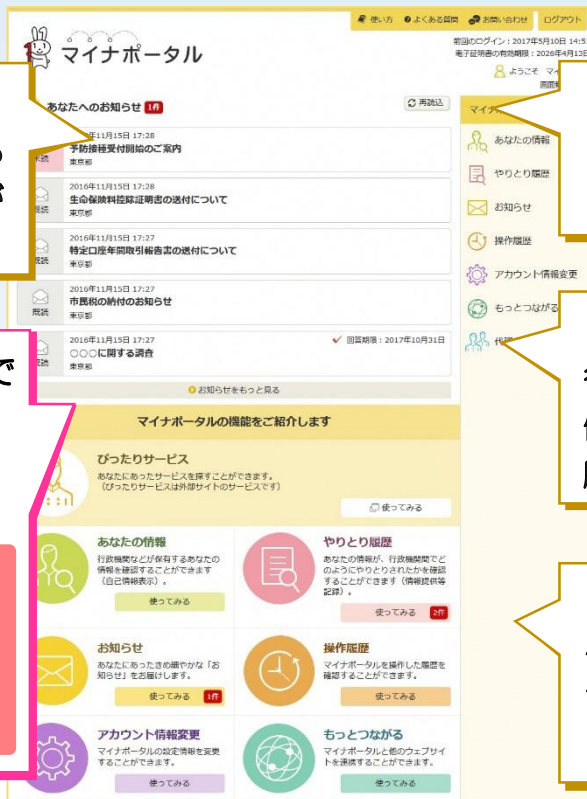 使い方 よくある質問 お問い合わせ ログアウト
マイナポータル
前回のログイン：2017年5月10日 14:5
電子証明書の有効期限：2026年4月13日
ようこそ マイ
あなたへのお知らせ 1件
再読込
年11月15日 17:28
予防接種受付開始のご案内
東京都
2016年11月15日 17:28
生命保険料控除証明書の送付について
東京都
既読
2016年11月15日 17:27
特定口座年間取引報告書の送付について
東京都
既読
2016年11月15日 17:27
市民税の納付のお知らせ
東京都
既読
2016年11月15日 17:27
○○○に関する調査
東京都
回答期限：2017年10月31日
お知らせをもっと見る
あなたの情報
やりとり履歴
お知らせ
操作履歴
アカウント情報変更
もっとつながる
が
で
マイナポータルの機能をご紹介します
ぴったりサービス
あなたにあったサービスを探すことができます。
（ぴったりサービスは外部サイトのサービスです）
使ってみる
あなたの情報
行政機関などが保有するあなたの
情報を確認することができます
（自己情報表示）。
使ってみる
やりとり履歴
あなたの情報が、行政機関間でど
のようにやりとりされたかを確認
することができます（情報提供等
記録）。
使ってみる 2件
お知らせ
あなたにあったきめ細やかな「お
知らせ」をお届けします。
使ってみる 1件
操作履歴
マイナポータルを操作した履歴を
確認することができます。
使ってみる
アカウント情報変更
マイナポータルの設定情報を変更
することができます。
使ってみる
もっとつながる
マイナポータルと他のウェブサイ
トを連携することができます。
使ってみる